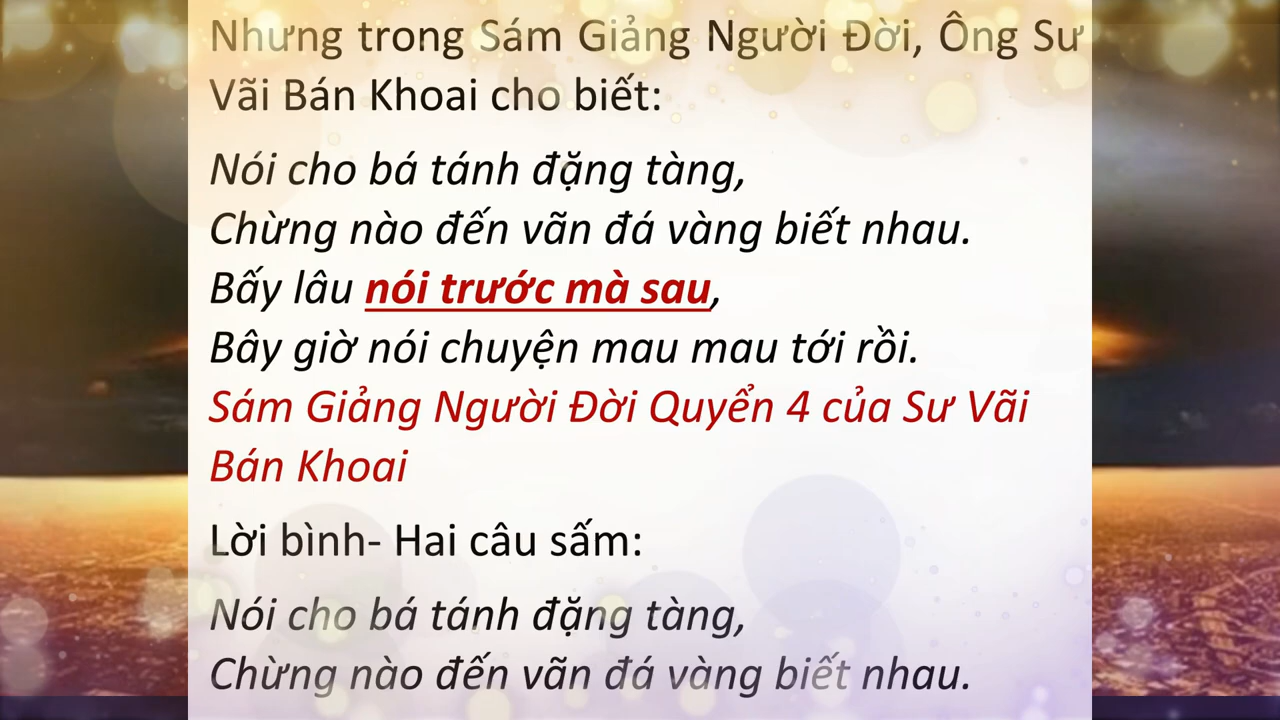 Nhưng trong Sám Giảng Người Đời, Ông Sư
Vãi Bán Khoai cho biết:
Nói cho bá tánh đặng tàng,
Chừng nào đến vãn đá vàng biết nhau.
Bấy lâu nói trước mà sau,
Bây giờ nói chuyện mau mau tới rồi.
Sám Giảng Người Đời Quyển 4 của Sư Vãi
Bán Khoai
Lời bình- Hai câu sấm:
Nói cho bá tánh đặng tàng,
Chừng nào đến vãn đá vàng biết nhau.